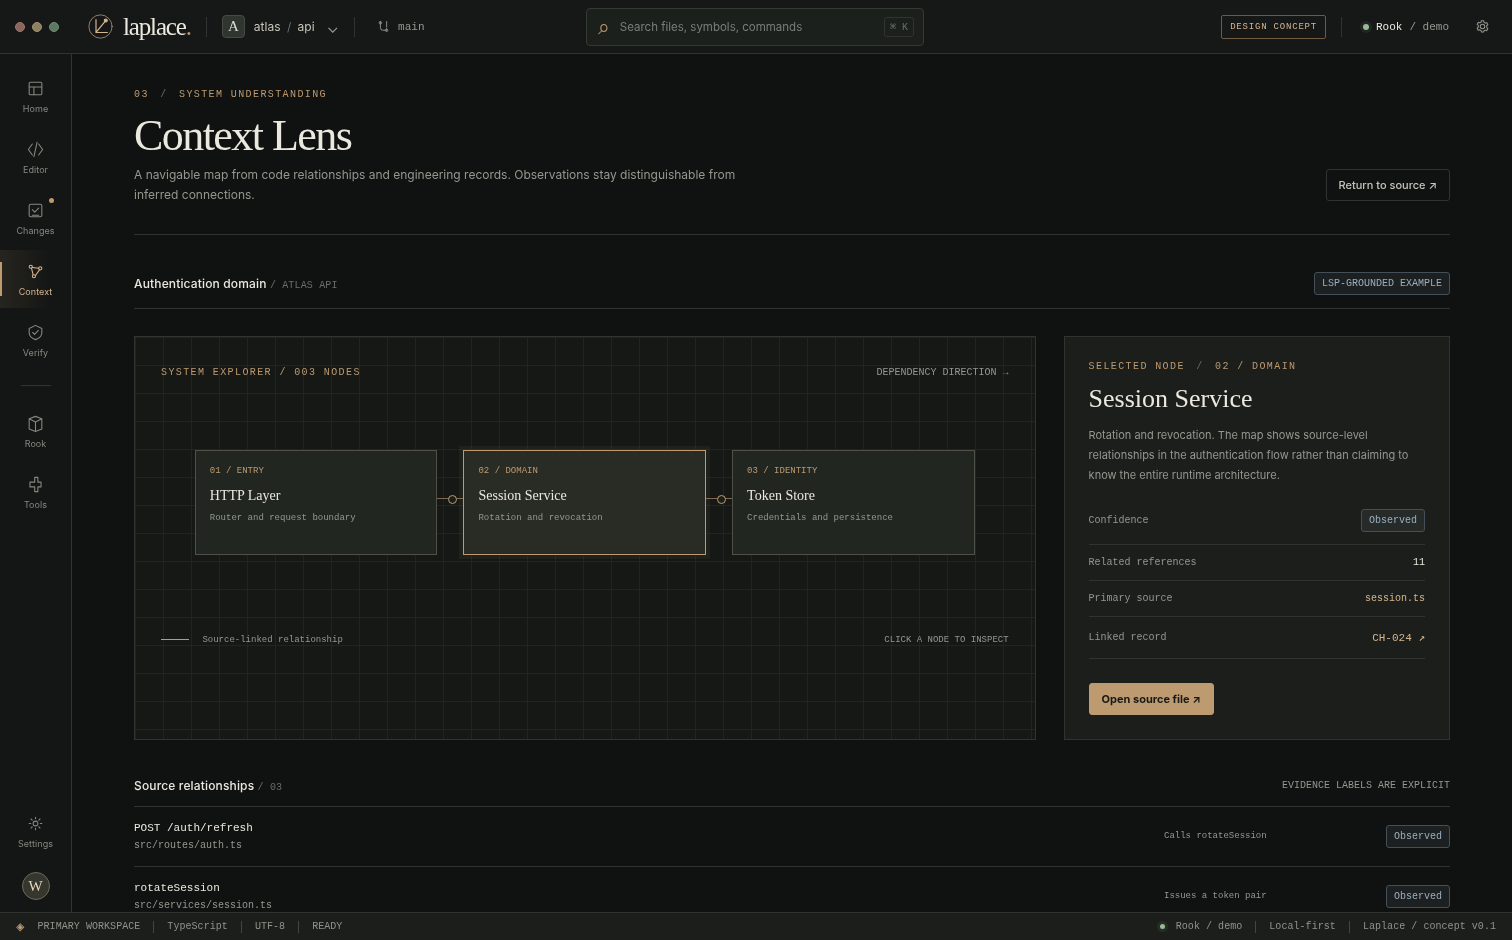 laplace.
A atlas / api
main
Search files, symbols, commands
⌘ K
DESIGN CONCEPT
Rook / demo
Home
Editor
Changes
Context
Verify
Rook
Tools
Settings
W
03 / SYSTEM UNDERSTANDING
Context Lens
A navigable map from code relationships and engineering records. Observations stay distinguishable from
inferred connections.
Return to source ↗
Authentication domain / ATLAS API
LSP-GROUNDED EXAMPLE
SYSTEM EXPLORER / 003 NODES
DEPENDENCY DIRECTION →
01 / ENTRY
HTTP Layer
Router and request boundary
02 / DOMAIN
Session Service
Rotation and revocation
03 / IDENTITY
Token Store
Credentials and persistence
Source-linked relationship
CLICK A NODE TO INSPECT
SELECTED NODE / 02 / DOMAIN
Session Service
Rotation and revocation. The map shows source-level
relationships in the authentication flow rather than claiming to
know the entire runtime architecture.
Confidence Observed
Related references 11
Primary source session.ts
Linked record CH-024 ↗
Open source file ↗
Source relationships / 03
EVIDENCE LABELS ARE EXPLICIT
POST /auth/refresh
src/routes/auth.ts
Calls rotateSession
Observed
rotateSession
src/services/session.ts
Issues a token pair
Observed
PRIMARY WORKSPACE
TypeScript
UTF-8
READY
Rook / demo
Local-first
Laplace / concept v0.1